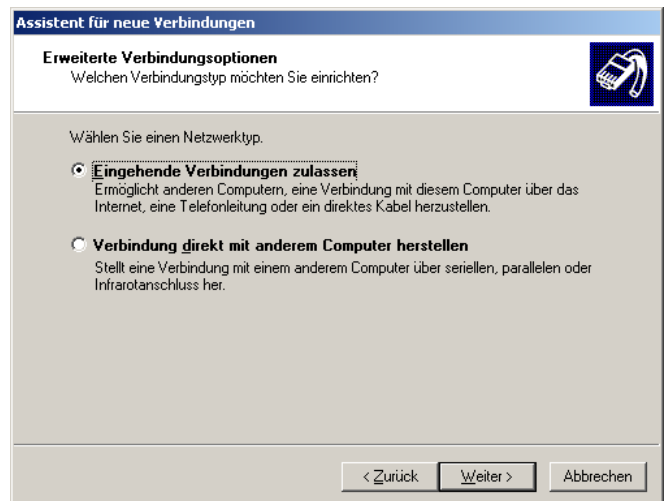 Assistent für neue Verbindungen
Erweiterte Verbindungsoptionen
Welchen Verbindungstyp möchten Sie einrichten?
Wählen Sie einen Netzwerktyp.
Eingehende Verbindungen zulassen
Ermöglicht anderen Computern, eine Verbindung mit diesem Computer über das
Internet, eine Telefonleitung oder ein direktes Kabel herzustellen.
Verbindung direkt mit anderem Computer herstellen
Stellt eine Verbindung mit einem anderem Computer über seriellen, parallelen oder
Infrarotanschluss her.
< Zurück Weiter > Abbrechen